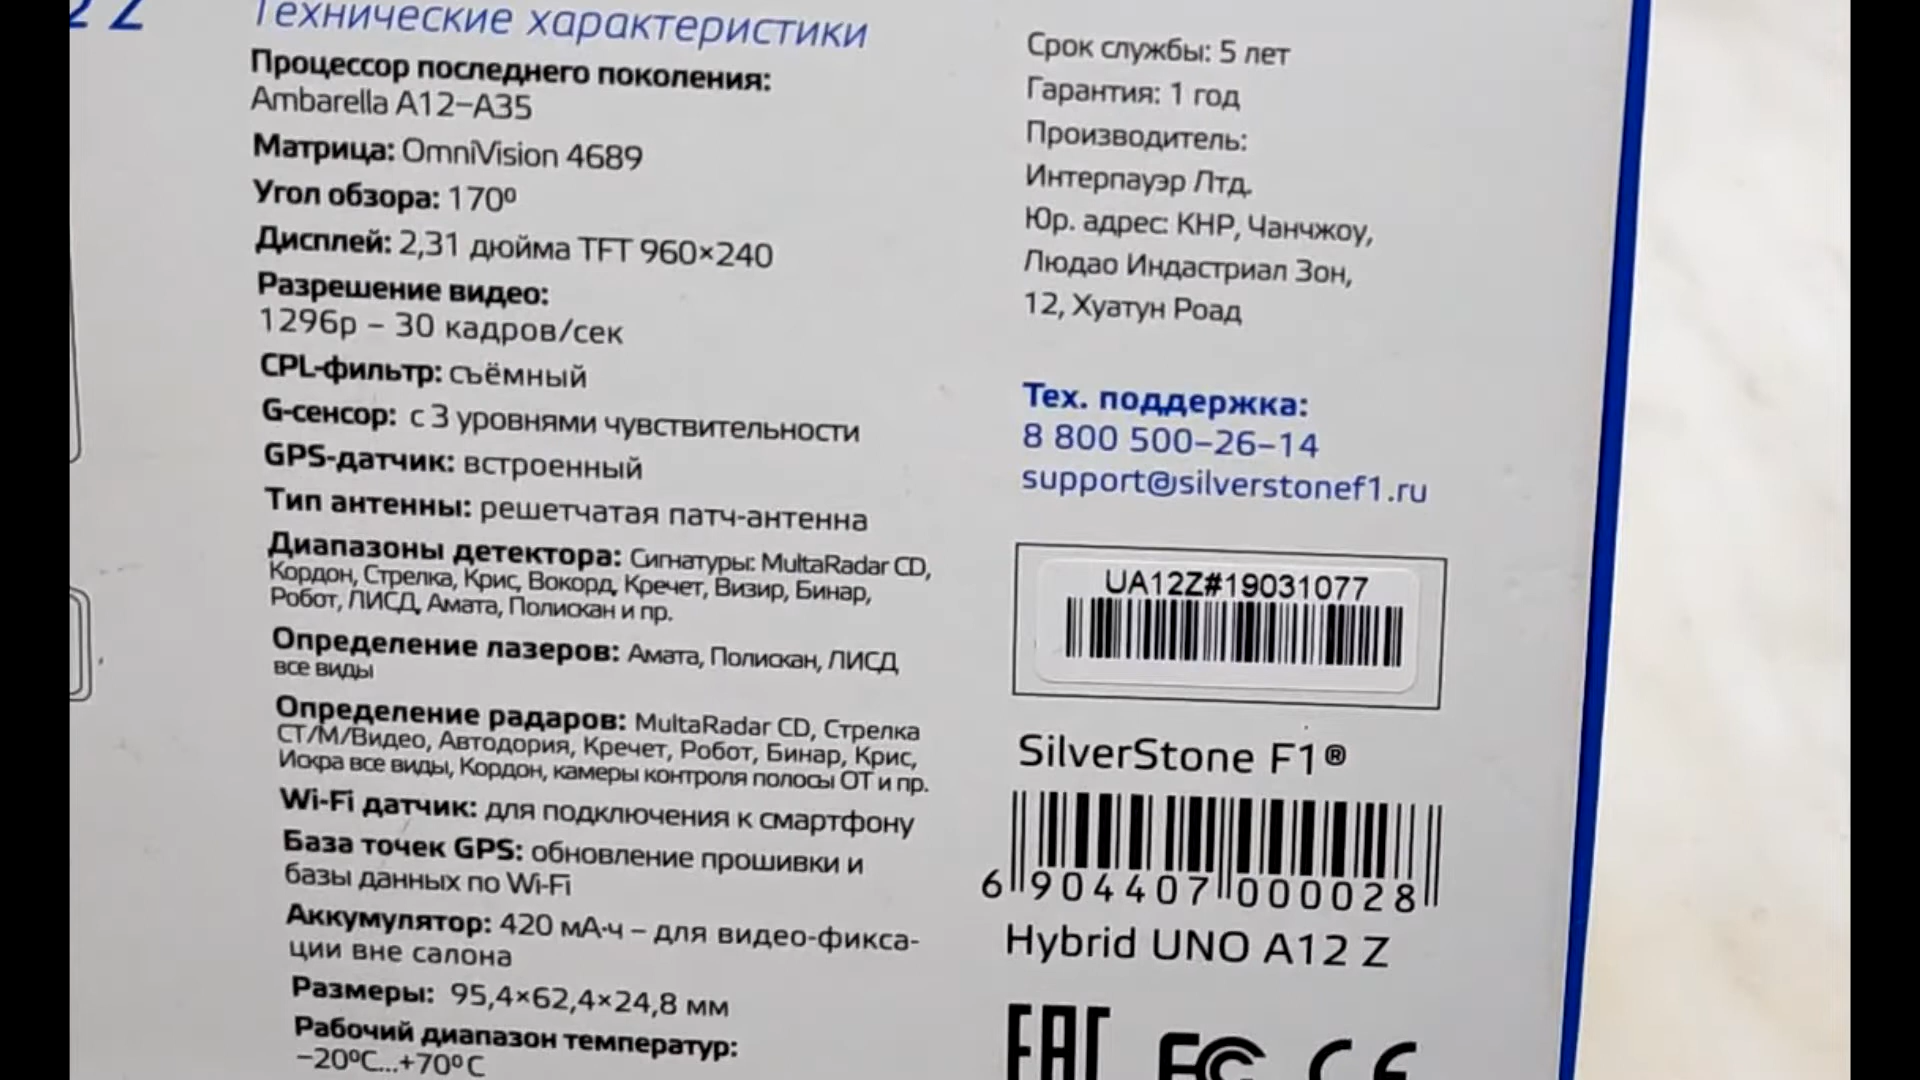 2 Z
Технические характеристики
Процессор последнего поколения:
Ambarella A12–A35
Матрица: OmniVision 4689
Угол обзора: 170º
Дисплей: 2,31 дюйма TFT 960×240
Разрешение видео:
1296p – 30 кадров/сек
CPL-фильтр: съёмный
G-сенсор: с 3 уровнями чувствительности
GPS-датчик: встроенный
Тип антенны: решетчатая патч-антенна
Диапазоны детектора: Сигнатуры: MultaRadar CD,
Кордон, Стрелка, Крис, Вокорд, Кречет, Визир, Бинар,
Робот, ЛИСД, Амата, Полискан и пр.
Определение лазеров: Амата, Полискан, ЛИСД
все виды
Определение радаров: MultaRadar CD, Стрелка
СТ/М/Видео, Автодория, Кречет, Робот, Бинар, Крис,
Искра все виды, Кордон, камеры контроля полосы ОТ и пр.
Wi-Fi датчик: для подключения к смартфону
База точек GPS: обновление прошивки и
базы данных по Wi-Fi
Аккумулятор: 420 мА·ч – для видео-фикса-
ции вне салона
Размеры: 95,4×62,4×24,8 мм
Рабочий диапазон температур:
–20ºC...+70ºC
Срок службы: 5 лет
Гарантия: 1 год
Производитель:
Интерпауэр Лтд.
Юр. адрес: КНР, Чанчжоу,
Людао Индастриал Зон,
12, Хуатун Роад
Тех. поддержка:
8 800 500–26–14
support@silverstonef1.ru
UA12Z#19031077
SilverStone F1®
6 904407 000028
Hybrid UNO A12 Z
EAC FC CE